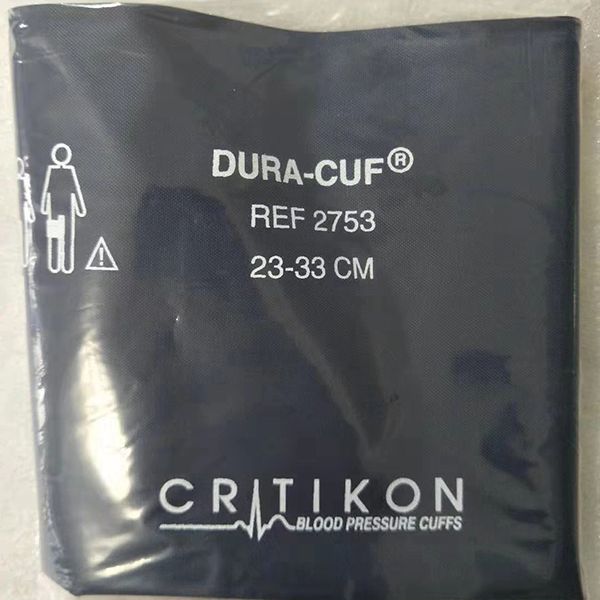 DURA-CUF®
REF 2753
23-33 CM
CRITIKON
BLOOD PRESSURE CUFFS